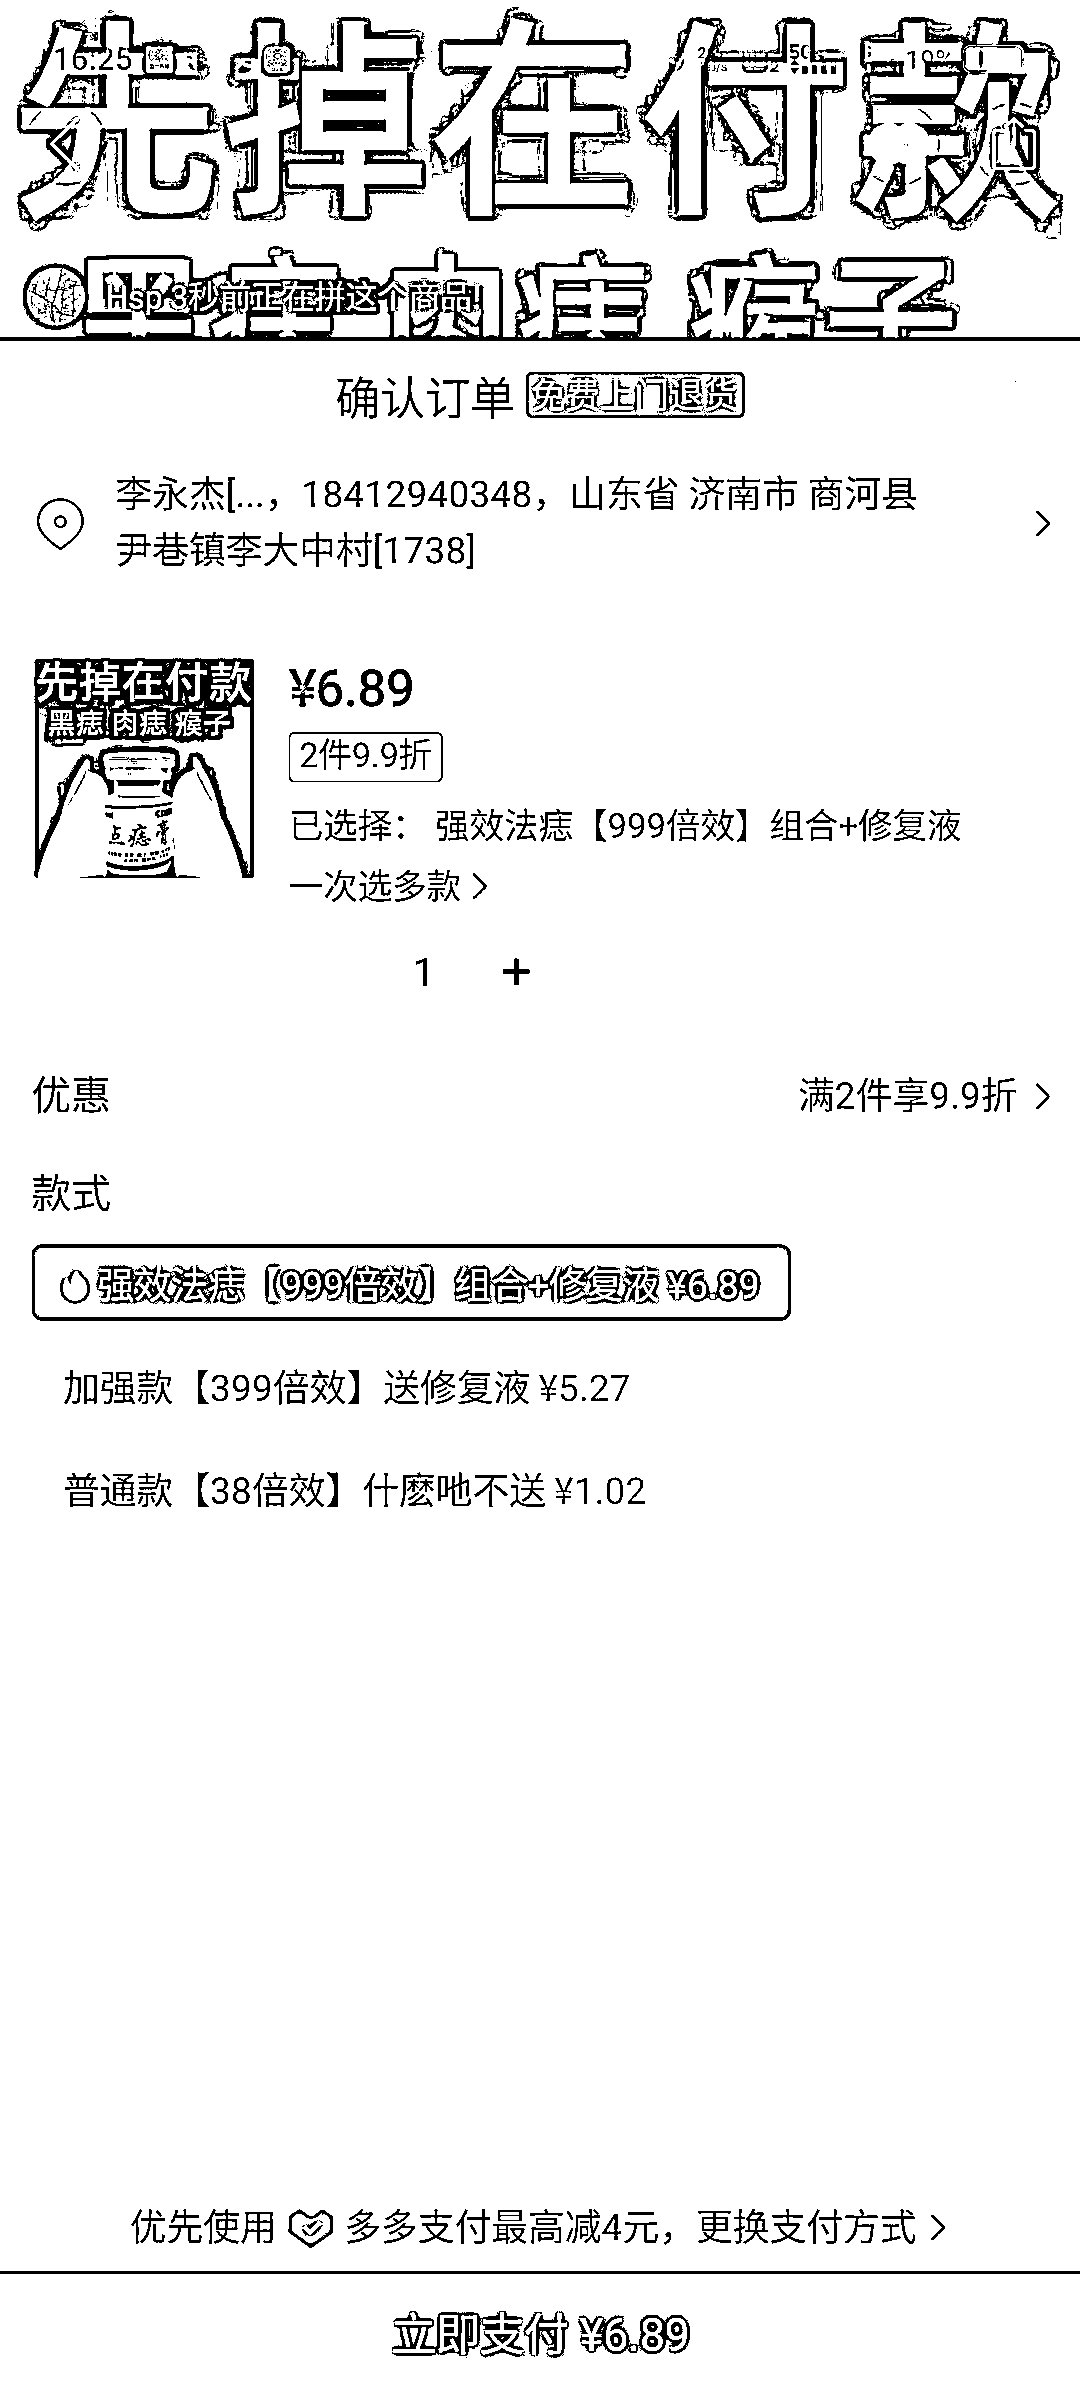 先掉在付款
16:25
10%
黑痣 肉痣 瘊子
Hsp 3秒前正在拼这个商品
确认订单 免费上门退货
李永杰[...，18412940348，山东省 济南市 商河县
尹巷镇李大中村[1738]
先掉在付款
黑痣 肉痣 瘊子
点痣膏
¥6.89
2件9.9折
已选择： 强效法痣【999倍效】组合+修复液
一次选多款
1 +
优惠
满2件享9.9折
款式
强效法痣【999倍效】组合+修复液 ¥6.89
加强款【399倍效】送修复液 ¥5.27
普通款【38倍效】什麽吔不送 ¥1.02
优先使用 多多支付最高减4元，更换支付方式
立即支付 ¥6.89